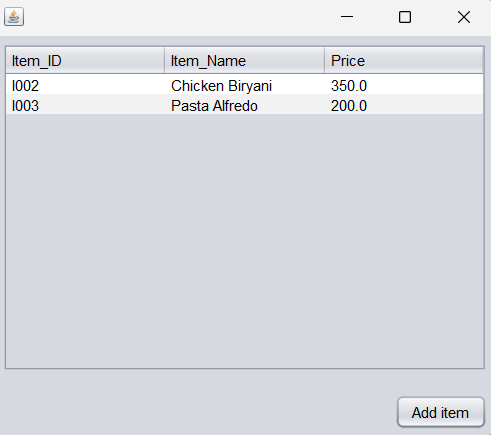 Item_ID Item_Name Price
I002 Chicken Biryani 350.0
I003 Pasta Alfredo 200.0
Add item